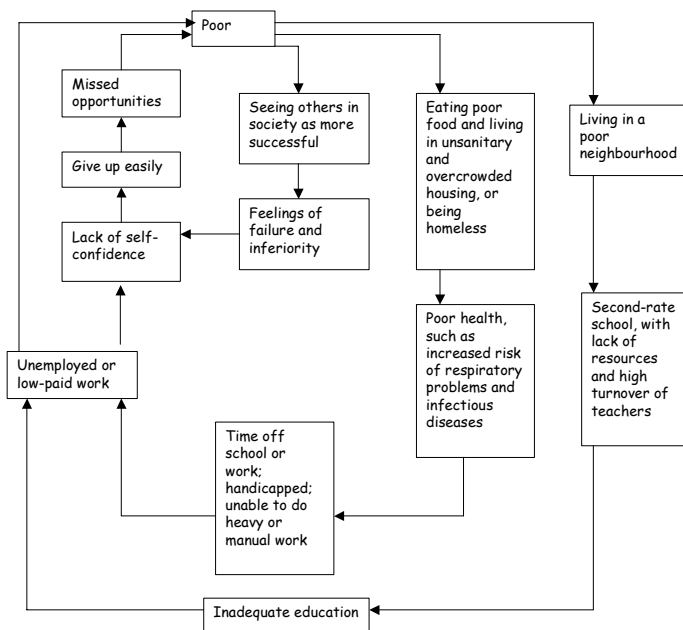 Poor
Missed
opportunities
Seeing others in
society as more
successful
Eating poor
food and living
in unsanitary
and
overcrowded
housing, or
being
homeless
Living in a
poor
neighbourhood
Give up easily
Feelings of
failure and
inferiority
Lack of self-
confidence
Second-rate
school, with
lack of
resources
and high
turnover of
teachers
Poor health,
such as
increased risk
of respiratory
problems and
infectious
diseases
Unemployed or
low-paid work
Time off
school or
work;
handicapped;
unable to do
heavy or
manual work
Inadequate education